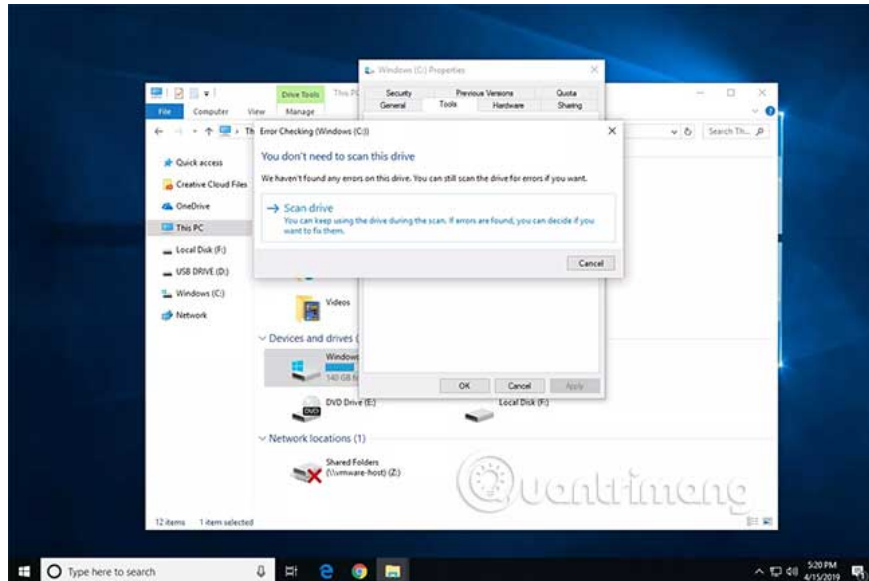 Windows (C:) Properties
Security Previous Versions Quota
General Tools Hardware Sharing
Drive Tools This PC
File Computer View Manage
Search Th...
Error Checking (Windows (C:))
You don't need to scan this drive
We haven't found any errors on this drive. You can still scan the drive for errors if you want.
Scan drive
You can keep using the drive during the scan. If errors are found, you can decide if you
want to fix them.
Cancel
Quick access
Creative Cloud Files
OneDrive
This PC
Local Disk (F:)
USB DRIVE (D:)
Windows (C:)
Network
Videos
Devices and drives (
Windows
140 GB
OK Cancel Apply
DVD Drive (E:) Local Disk (F:)
Network locations (1)
Shared Folders
(\\vmware-host) (Z:)
Quantrimang
12 items 1 item selected
Type here to search
5:20 PM
4/15/2019